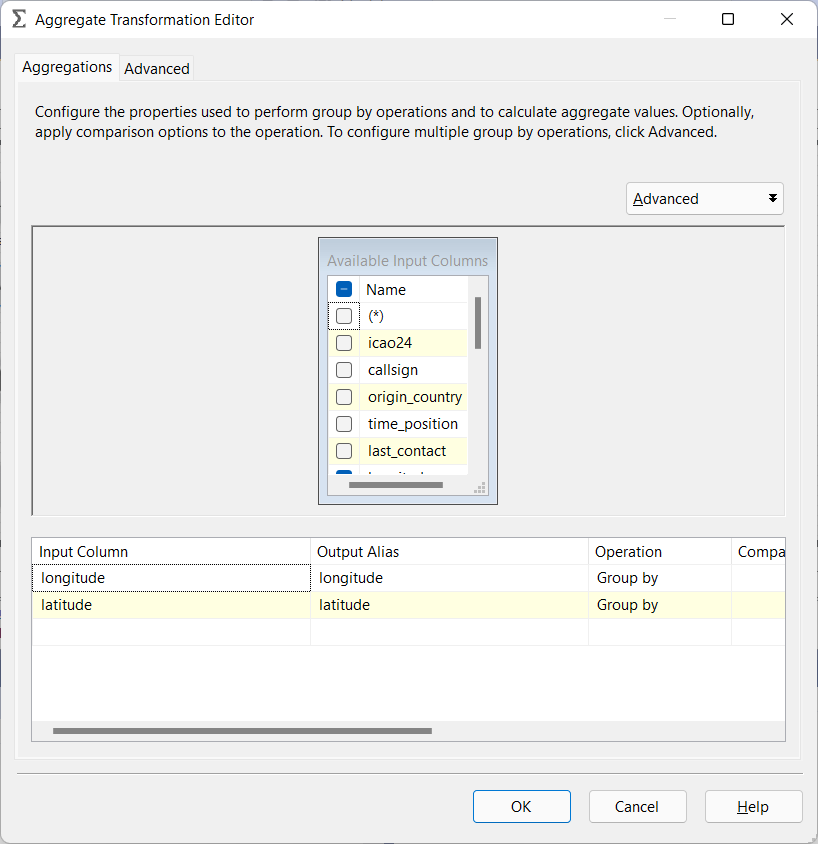 Aggregate Transformation Editor
Aggregations
Advanced
Configure the properties used to perform group by operations and to calculate aggregate values. Optionally,
apply comparison options to the operation. To configure multiple group by operations, click Advanced.
Advanced
Available Input Columns
Name
(*)
icao24
callsign
origin_country
time_position
last_contact
Input Column Output Alias Operation Compa
longitude longitude Group by
latitude latitude Group by
OK Cancel Help